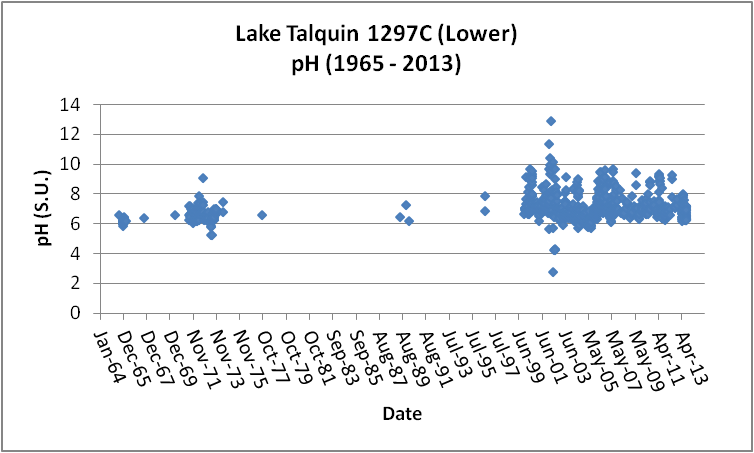 Lake Talquin 1297C (Lower)
pH (1965 - 2013)
14
12
10
8
6
4
2
0
pH (S.U.)
Jan-64
Dec-65
Dec-67
Dec-69
Nov-71
Nov-73
Nov-75
Oct-77
Oct-79
Oct-81
Sep-83
Sep-85
Aug-87
Aug-89
Aug-91
Jul-93
Jul-95
Jul-97
Jun-99
Jun-01
Jun-03
May-05
May-07
May-09
Apr-11
Apr-13
Date